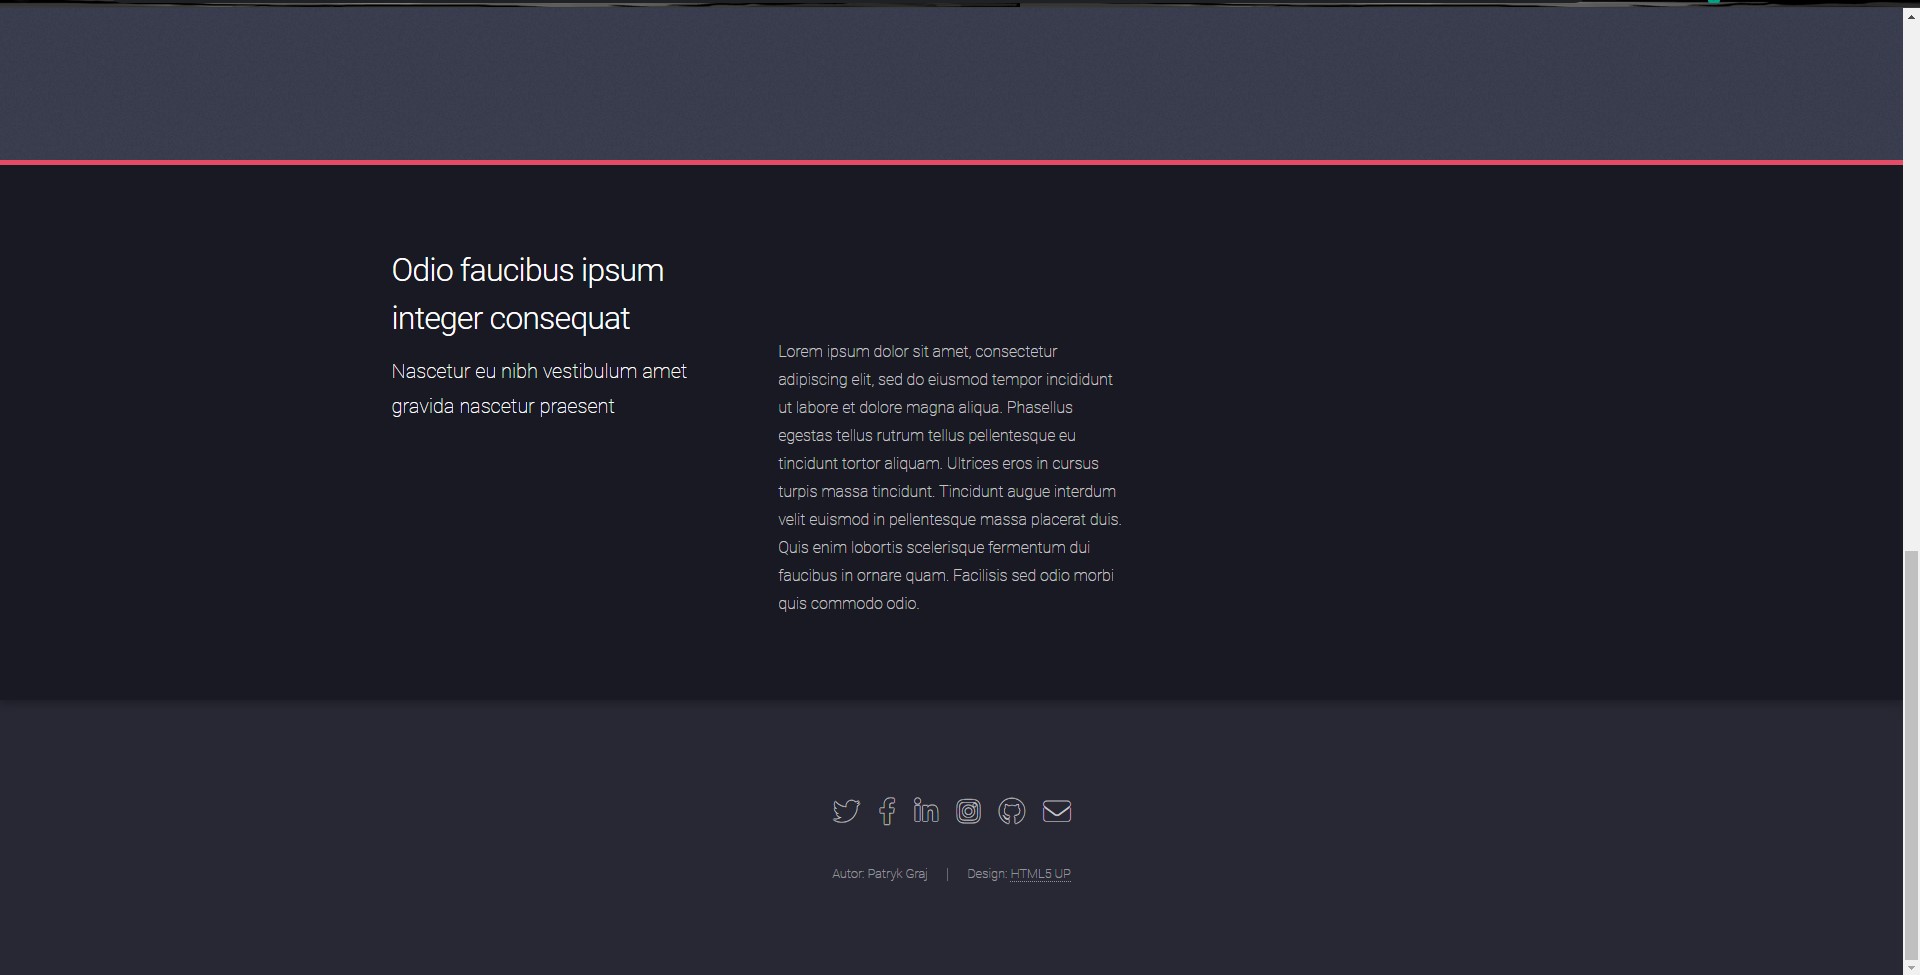 Odio faucibus ipsum
integer consequat
Nascetur eu nibh vestibulum amet
gravida nascetur praesent
Lorem ipsum dolor sit amet, consectetur
adipiscing elit, sed do eiusmod tempor incididunt
ut labore et dolore magna aliqua. Phasellus
egestas tellus rutrum tellus pellentesque eu
tincidunt tortor aliquam. Ultrices eros in cursus
turpis massa tincidunt. Tincidunt augue interdum
velit euismod in pellentesque massa placerat duis.
Quis enim lobortis scelerisque fermentum dui
faucibus in ornare quam. Facilisis sed odio morbi
quis commodo odio.
Autor: Patryk Graj | Design: HTML5 UP